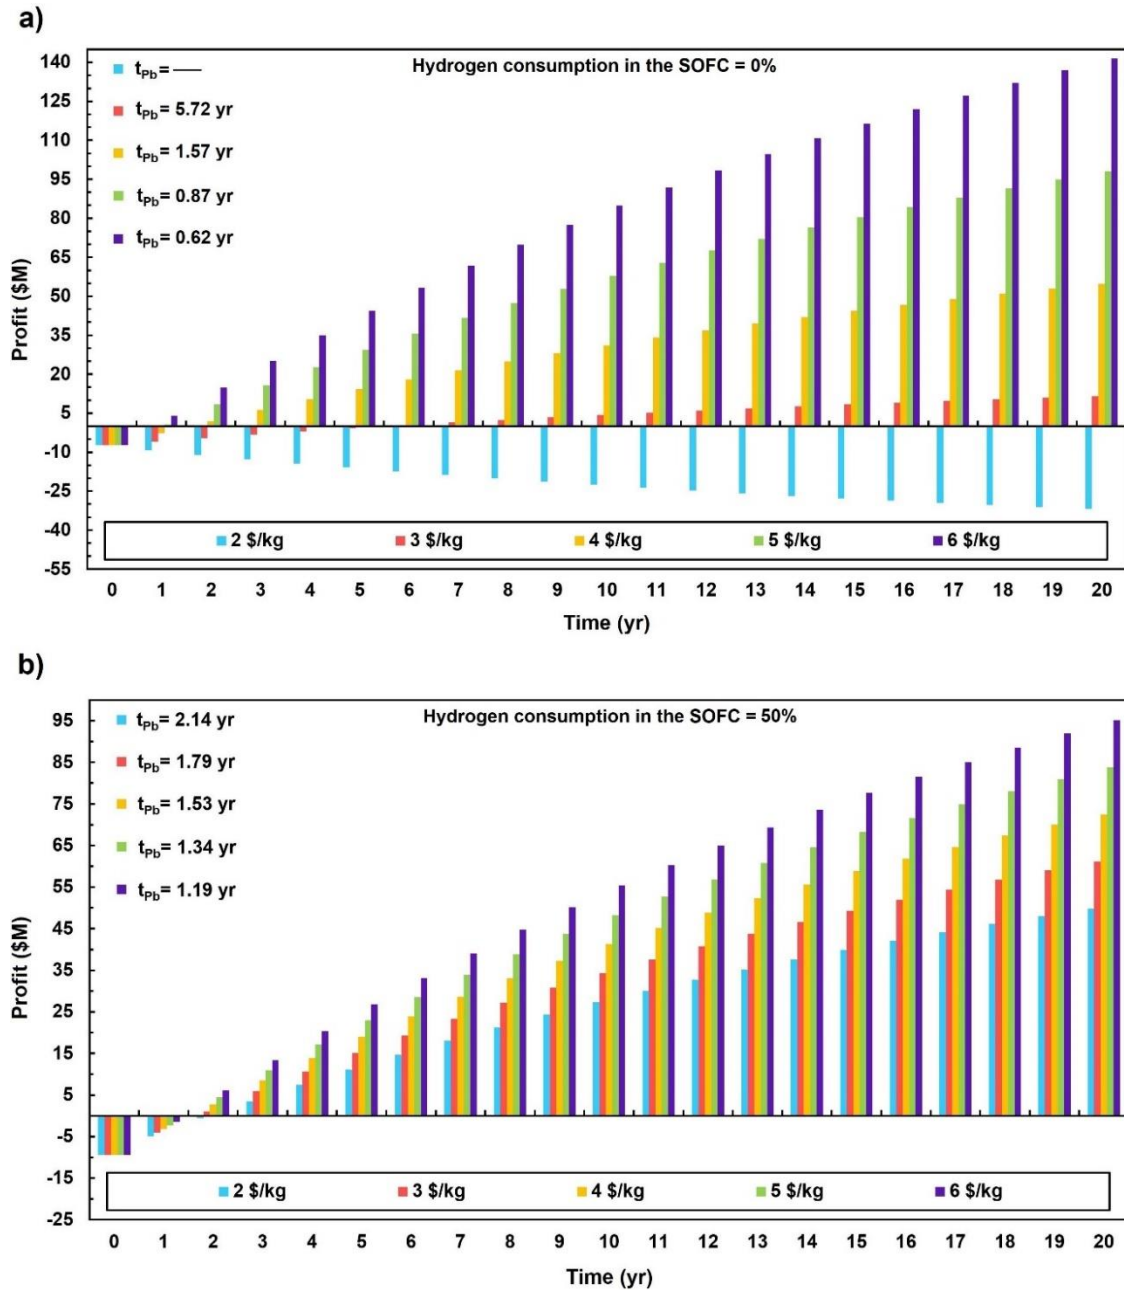 a)
Hydrogen consumption in the SOFC = 0%
tPb= —
tPb= 5.72 yr
tPb= 1.57 yr
tPb= 0.87 yr
tPb= 0.62 yr
Profit ($M)
140
125
110
95
80
65
50
35
20
5
-10
-25
-40
-55
2 $/kg 3 $/kg 4 $/kg 5 $/kg 6 $/kg
0 1 2 3 4 5 6 7 8 9 10 11 12 13 14 15 16 17 18 19 20
Time (yr)
b)
Hydrogen consumption in the SOFC = 50%
tPb= 2.14 yr
tPb= 1.79 yr
tPb= 1.53 yr
tPb= 1.34 yr
tPb= 1.19 yr
Profit ($M)
95
85
75
65
55
45
35
25
15
5
-5
-15
-25
2 $/kg 3 $/kg 4 $/kg 5 $/kg 6 $/kg
0 1 2 3 4 5 6 7 8 9 10 11 12 13 14 15 16 17 18 19 20
Time (yr)